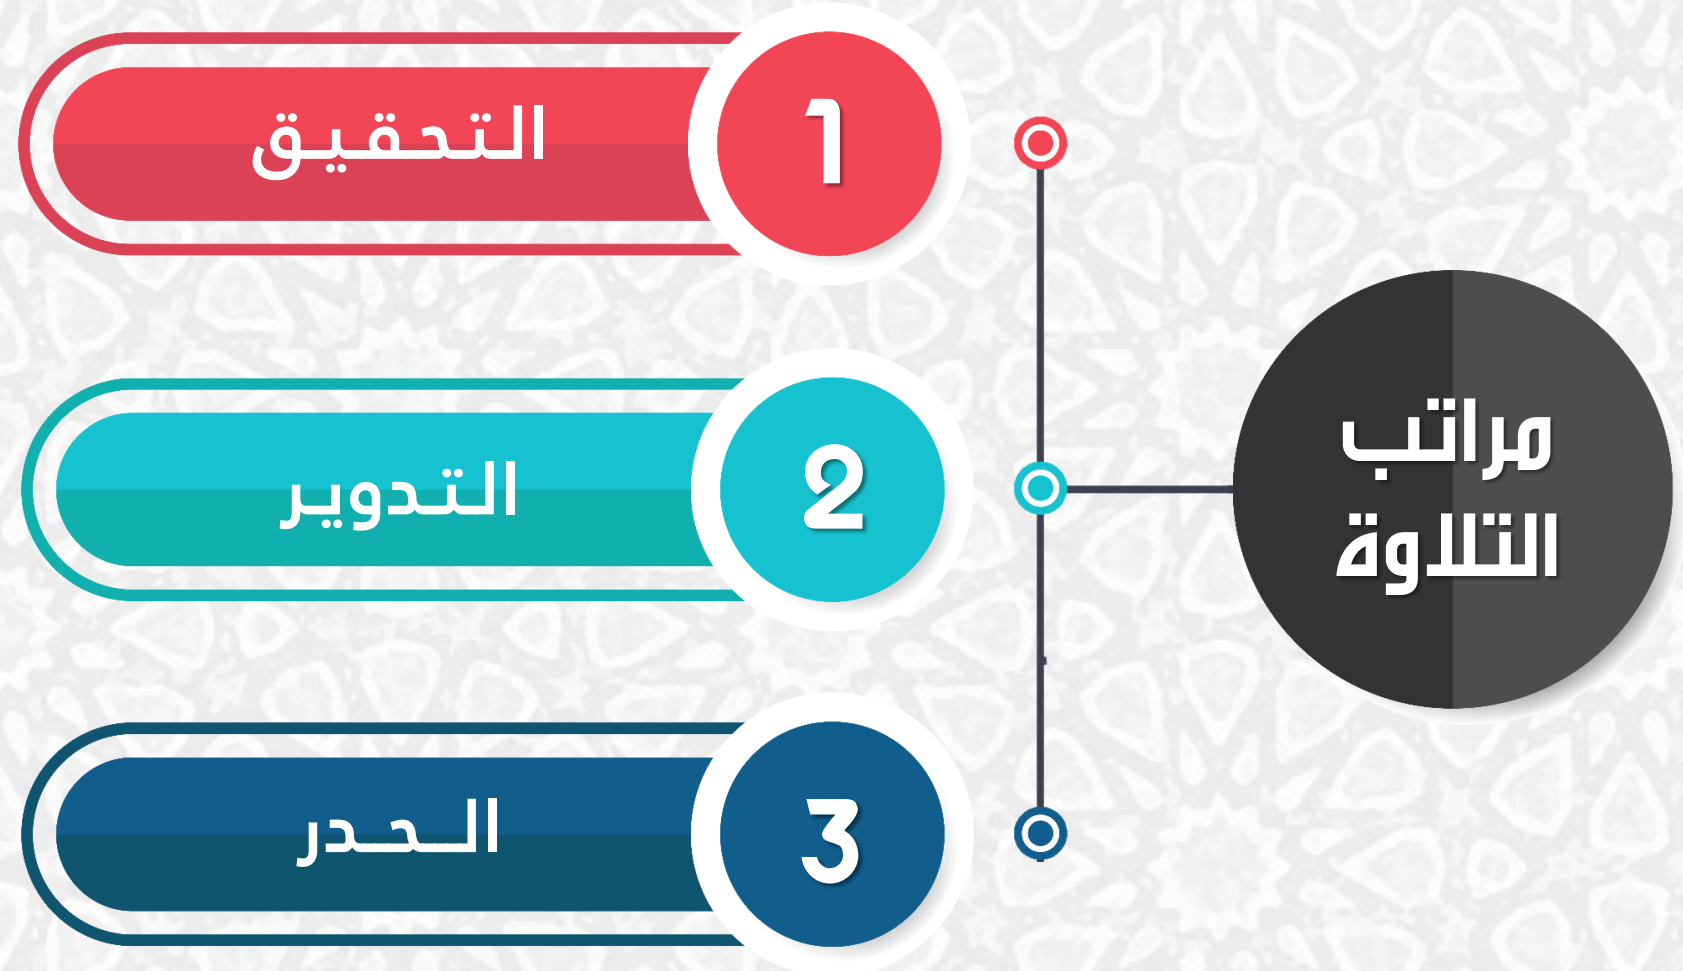 مراتب
التلاوة
1
التحقيق
2
التدوير
3
الحدر